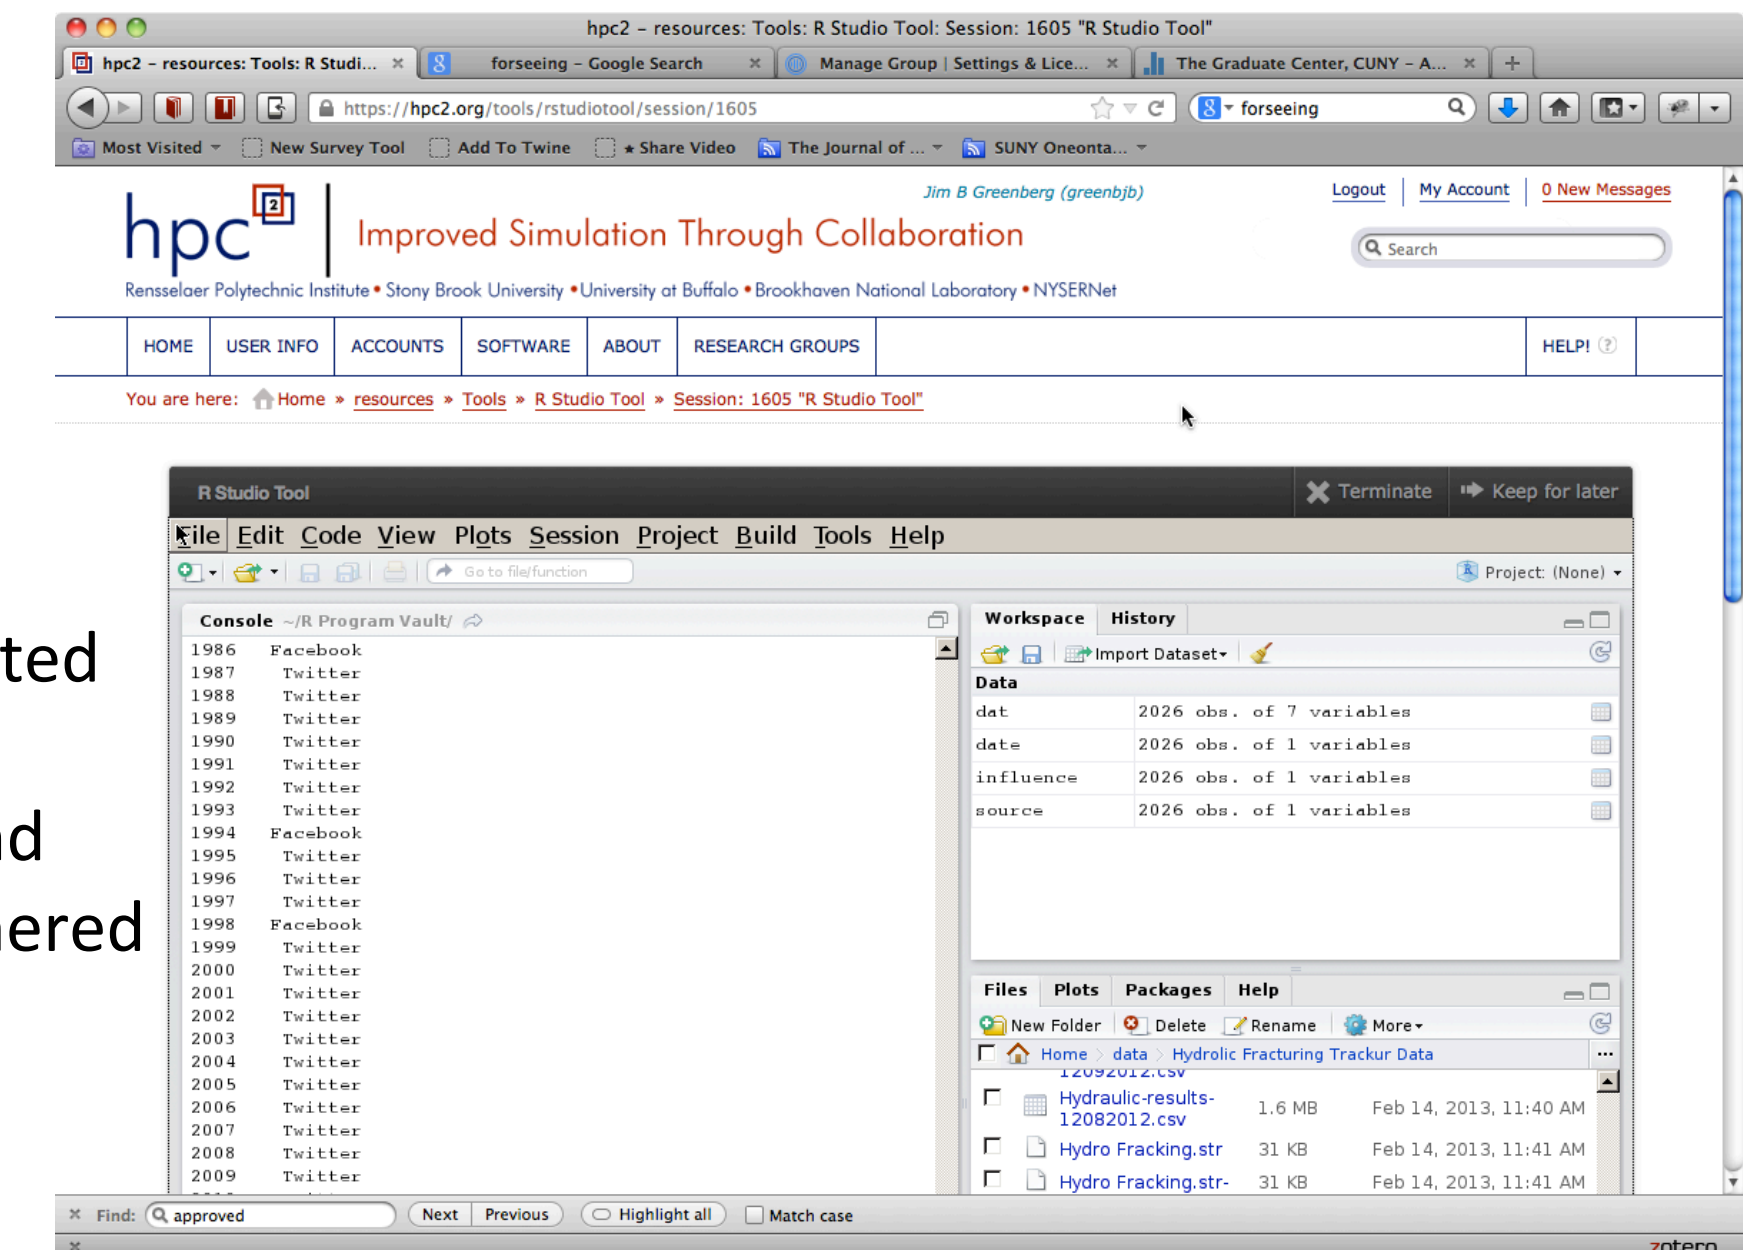 hpc2 – resources: Tools: R Studio Tool: Session: 1605 "R Studio Tool"
hpc2 – resources: Tools: R Studi... forseeing – Google Search Manage Group | Settings & Lice... The Graduate Center, CUNY – A...
https://hpc2.org/tools/rstudiotool/session/1605 forseeing
Most Visited New Survey Tool Add To Twine ★ Share Video The Journal of ... SUNY Oneonta...
Jim B Greenberg (greenbjb) Logout My Account 0 New Messages
hpc 2 Improved Simulation Through Collaboration
Search
Rensselaer Polytechnic Institute • Stony Brook University • University at Buffalo • Brookhaven National Laboratory • NYSERNet
HOME USER INFO ACCOUNTS SOFTWARE ABOUT RESEARCH GROUPS HELP! (?)
You are here: Home » resources » Tools » R Studio Tool » Session: 1605 "R Studio Tool"
R Studio Tool Terminate Keep for later
File Edit Code View Plots Session Project Build Tools Help
Go to file/function Project: (None)
ted
nd
ered
Console ~/R Program Vault/
1986 Facebook
1987 Twitter
1988 Twitter
1989 Twitter
1990 Twitter
1991 Twitter
1992 Twitter
1993 Twitter
1994 Facebook
1995 Twitter
1996 Twitter
1997 Twitter
1998 Facebook
1999 Twitter
2000 Twitter
2001 Twitter
2002 Twitter
2003 Twitter
2004 Twitter
2005 Twitter
2006 Twitter
2007 Twitter
2008 Twitter
2009 Twitter
Workspace History
Import Dataset
Data
dat 2026 obs. of 7 variables
date 2026 obs. of 1 variables
influence 2026 obs. of 1 variables
source 2026 obs. of 1 variables
Files Plots Packages Help
New Folder Delete Rename More
Home data Hydrolic Fracturing Trackur Data ...
12092012.csv
Hydraulic-results-
12082012.csv 1.6 MB Feb 14, 2013, 11:40 AM
Hydro Fracking.str 31 KB Feb 14, 2013, 11:41 AM
Hydro Fracking.str- 31 KB Feb 14, 2013, 11:41 AM
Find: approved Next Previous Highlight all Match case
zotero